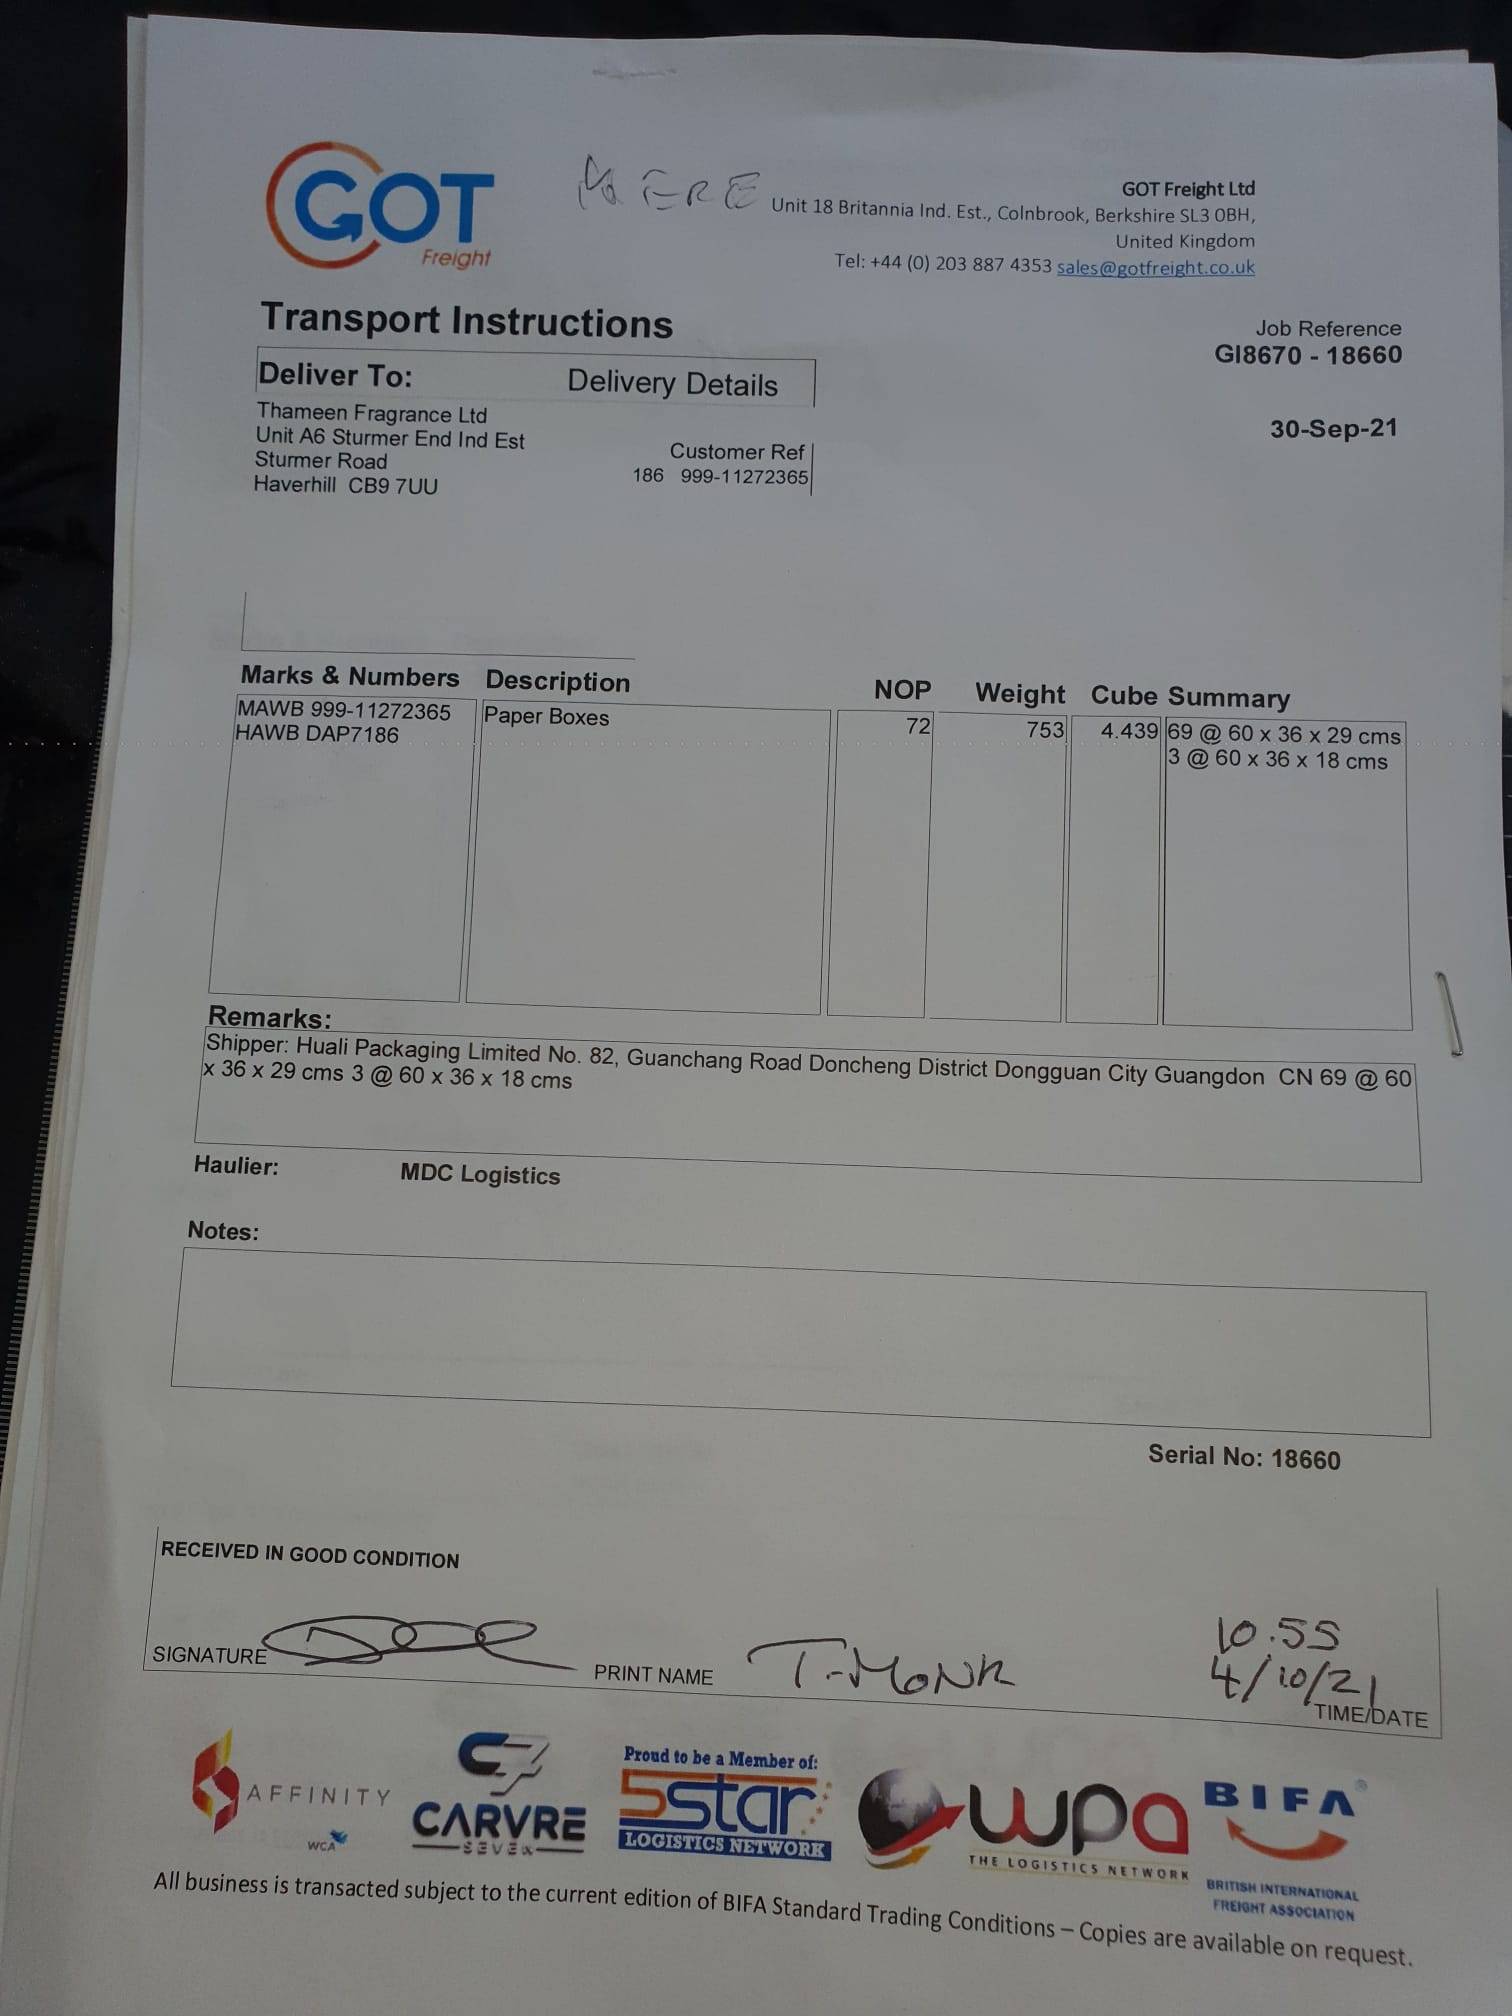 GOT
Freight
HERE
GOT Freight Ltd
Unit 18 Britannia Ind. Est., Colnbrook, Berkshire SL3 0BH,
United Kingdom
Tel: +44 (0) 203 887 4353 sales@gotfreight.co.uk
Transport Instructions
Job Reference
GI8670 - 18660
Deliver To: Delivery Details
30-Sep-21
Thameen Fragrance Ltd
Unit A6 Sturmer End Ind Est
Sturmer Road
Haverhill CB9 7UU
Customer Ref
186 999-11272365
Marks & Numbers Description NOP Weight Cube Summary
MAWB 999-11272365 Paper Boxes 72 753 4.439 69 @ 60 x 36 x 29 cms
HAWB DAP7186 3 @ 60 x 36 x 18 cms
Remarks:
Shipper: Huali Packaging Limited No. 82, Guanchang Road Doncheng District Dongguan City Guangdon CN 69 @ 60
x 36 x 29 cms 3 @ 60 x 36 x 18 cms
Haulier: MDC Logistics
Notes:
Serial No: 18660
RECEIVED IN GOOD CONDITION
10.55
SIGNATURE PRINT NAME T-MONK 4/10/21
TIME/DATE
AFFINITY
WCA
C7
CARVRE
SEVEN
Proud to be a Member of:
5star
LOGISTICS NETWORK
wpa
THE LOGISTICS NETWORK
BIFA®
BRITISH INTERNATIONAL
FREIGHT ASSOCIATION
All business is transacted subject to the current edition of BIFA Standard Trading Conditions – Copies are available on request.